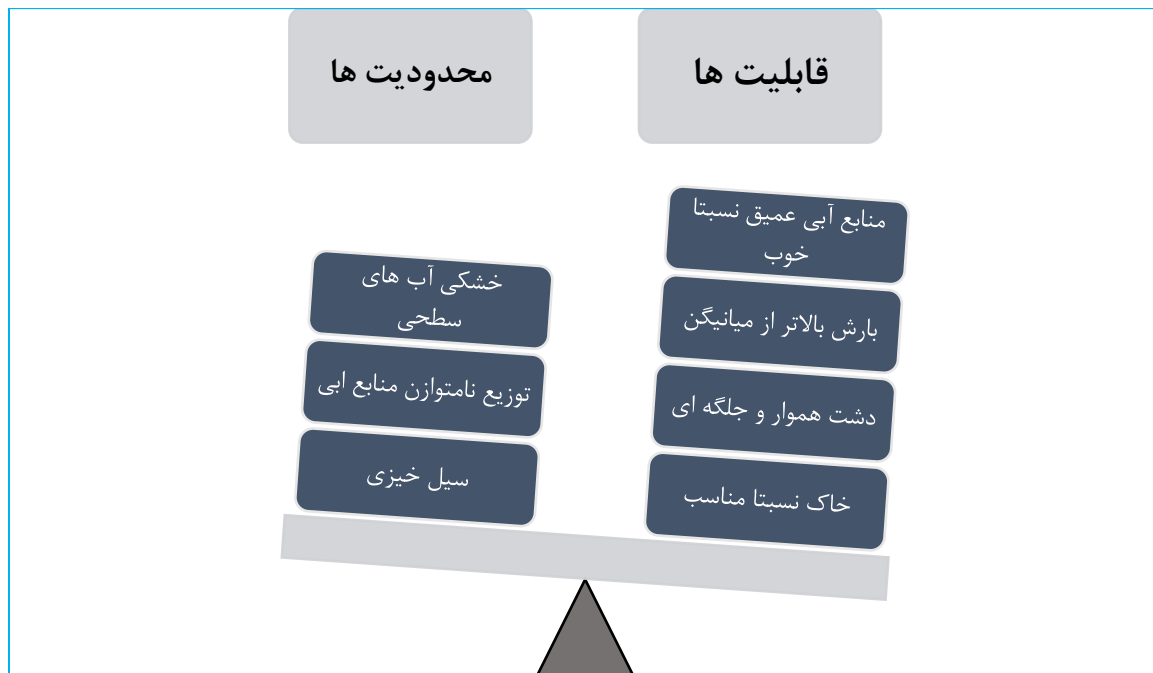 قابلیت ها
محدودیت ها
منابع آبی عمیق نسبتا
خوب
بارش بالاتر از میانیگن
دشت هموار و جلگه ای
خاک نسبتا مناسب
خشکی آب های
سطحی
توزیع نامتوازن منابع ابی
سیل خیزی